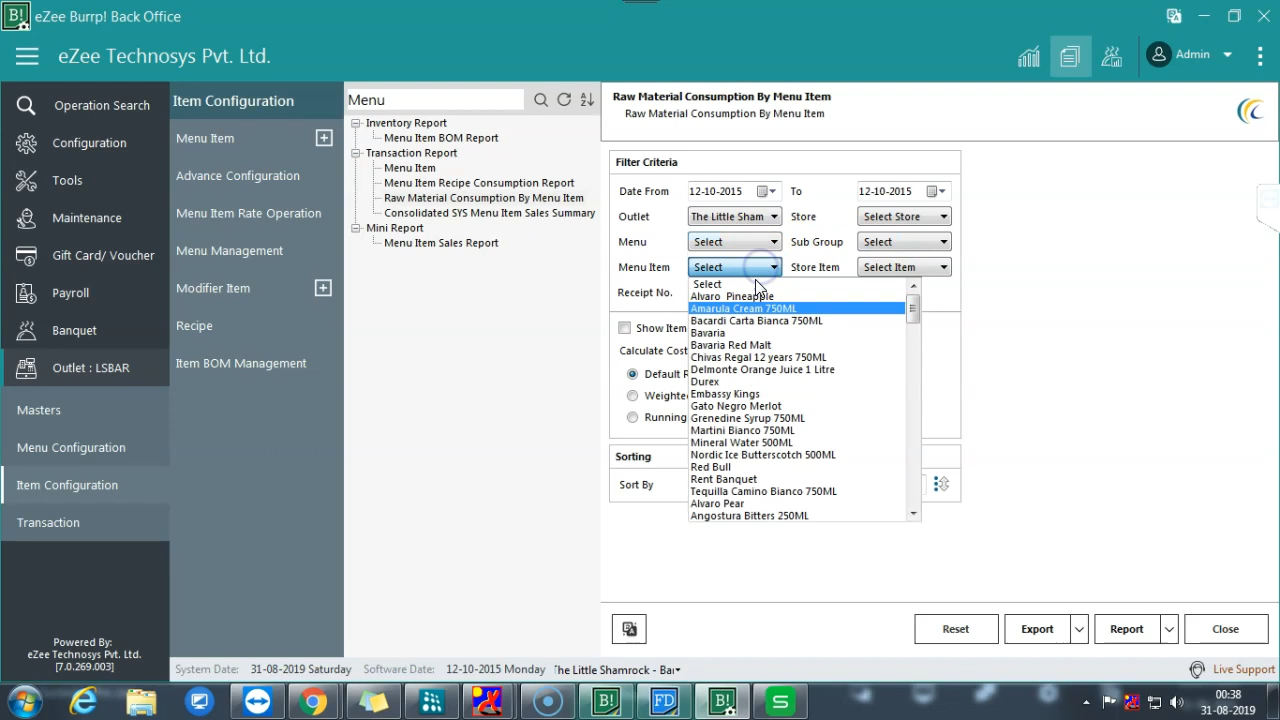 B! eZee Burrp! Back Office
eZee Technosys Pvt. Ltd.
Admin
Operation Search
Configuration
Tools
Maintenance
Gift Card/ Voucher
Payroll
Banquet
Outlet : LSBAR
Masters
Menu Configuration
Item Configuration
Transaction
Powered By:
eZee Technosys Pvt. Ltd.
[7.0.269.003]
Item Configuration
Menu Item
Advance Configuration
Menu Item Rate Operation
Menu Management
Modifier Item
Recipe
Item BOM Management
Menu
Inventory Report
Menu Item BOM Report
Transaction Report
Menu Item
Menu Item Recipe Consumption Report
Raw Material Consumption By Menu Item
Consolidated SYS Menu Item Sales Summary
Mini Report
Menu Item Sales Report
Raw Material Consumption By Menu Item
Raw Material Consumption By Menu Item
Filter Criteria
Date From 12-10-2015 To 12-10-2015
Outlet The Little Sham Store Select Store
Menu Select Sub Group Select
Menu Item Select Store Item Select Item
Receipt No.
Show Item
Calculate Cost
Default R
Weighte
Running
Sorting
Sort By
Select
Alvaro Pineapple
Amarula Cream 750ML
Bacardi Carta Bianca 750ML
Bavaria
Bavaria Red Malt
Chivas Regal 12 years 750ML
Delmonte Orange Juice 1 Litre
Durex
Embassy Kings
Gato Negro Merlot
Grenedine Syrup 750ML
Martini Bianco 750ML
Mineral Water 500ML
Nordic Ice Butterscotch 500ML
Red Bull
Rent Banquet
Tequilla Camino Bianco 750ML
Alvaro Pear
Angostura Bitters 250ML
Reset Export Report Close
System Date: 31-08-2019 Saturday Software Date: 12-10-2015 Monday The Little Shamrock - Bar
Live Support
B! FD B! S
00:38
31-08-2019